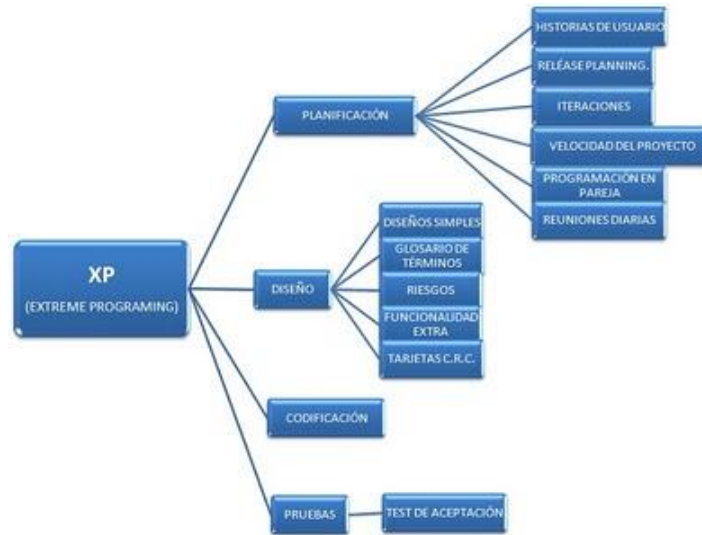 HISTORIAS DE USUARIO
RELÉASE PLANNING.
PLANIFICACIÓN
ITERACIONES
VELOCIDAD DEL PROYECTO
PROGRAMACIÓN EN
PAREJA
REUNIONES DIARIAS
XP
(EXTREME PROGRAMING)
DISEÑO
DISEÑOS SIMPLES
GLOSARIO DE
TÉRMINOS
RIESGOS
FUNCIONALIDAD
EXTRA
TARJETAS C.R.C.
CODIFICACIÓN
PRUEBAS
TEST DE ACEPTACIÓN